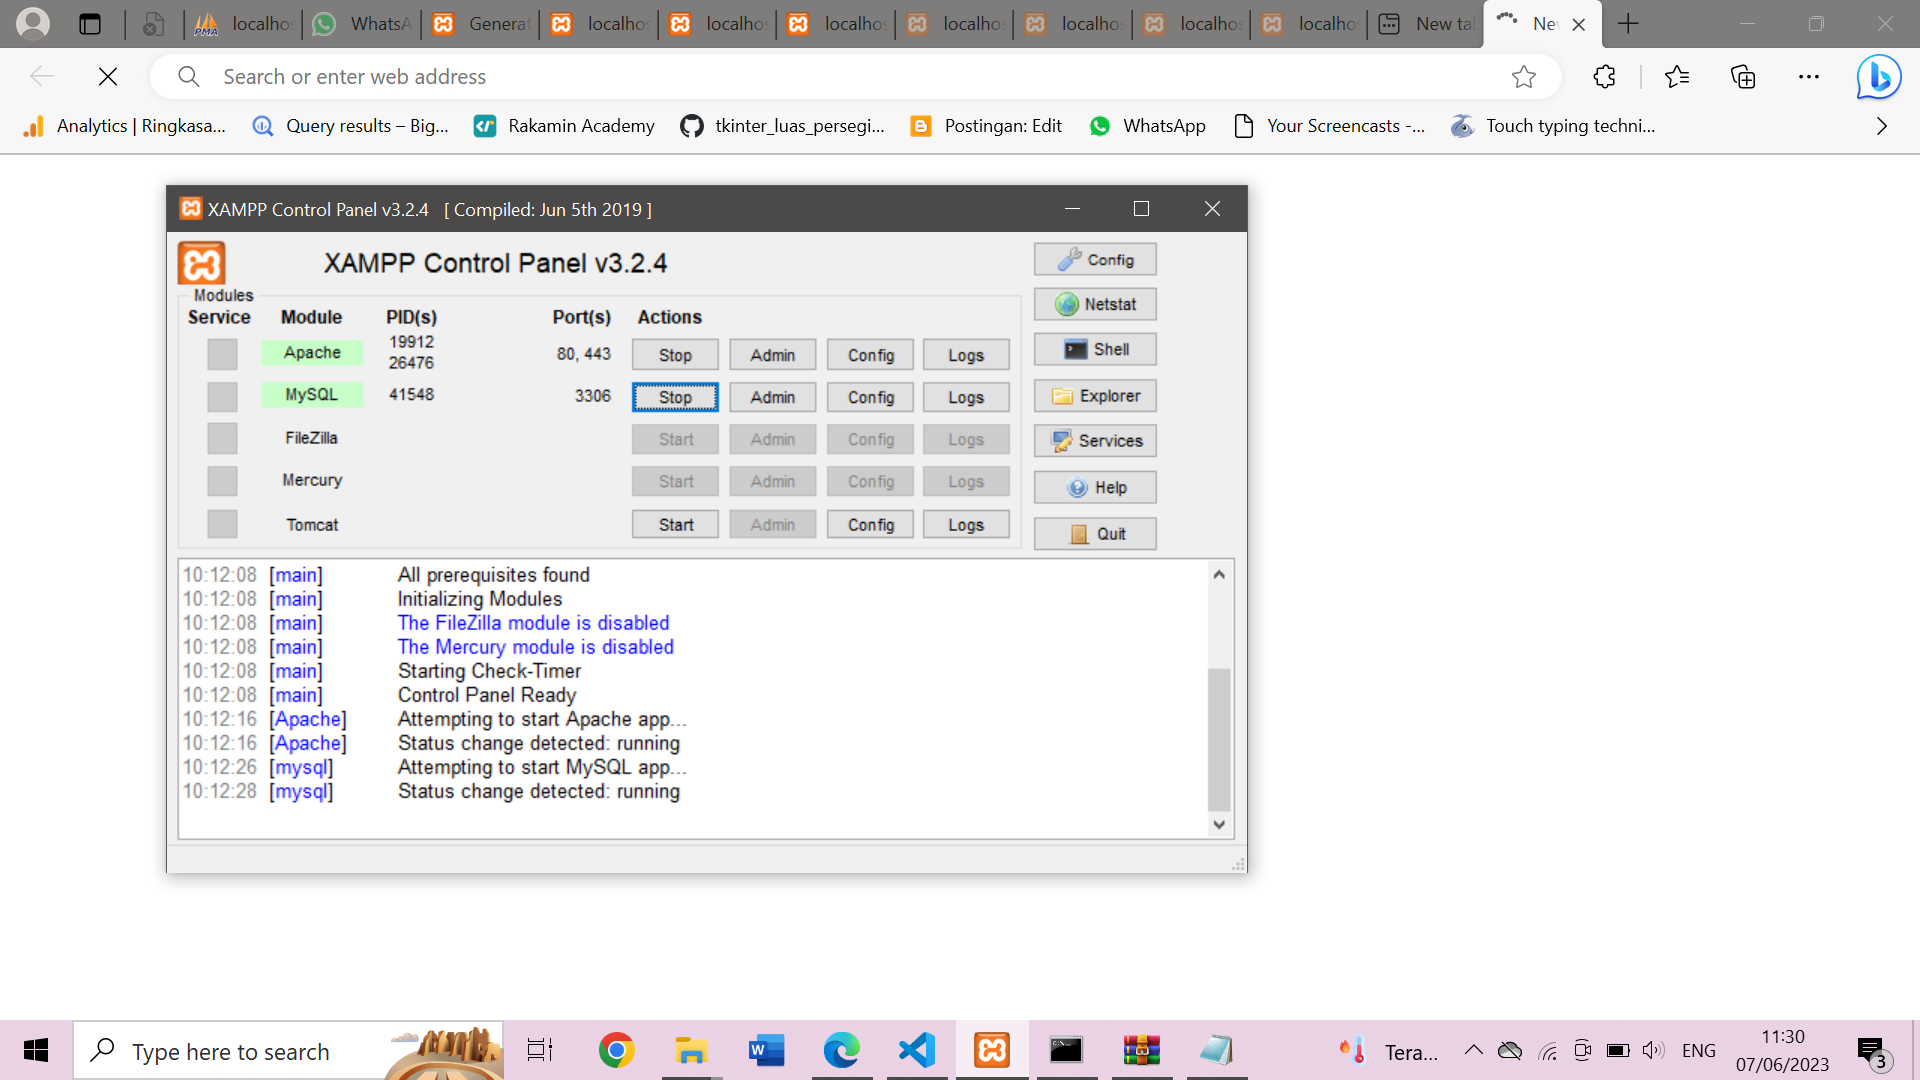 PMA localhos WhatsA Generat localhos localhos localhos localhos localhos localhos localhos New tal Ne
Search or enter web address
Analytics | Ringkasa... Query results – Big... Rakamin Academy tkinter_luas_persegi... Postingan: Edit WhatsApp Your Screencasts -... Touch typing techni...
XAMPP Control Panel v3.2.4 [ Compiled: Jun 5th 2019 ]
XAMPP Control Panel v3.2.4
Config
Modules
Netstat
Service Module PID(s) Port(s) Actions
Apache 19912 26476 80, 443 Stop Admin Config Logs
Shell
MySQL 41548 3306 Stop Admin Config Logs
Explorer
FileZilla Start Admin Config Logs
Services
Mercury Start Admin Config Logs
Help
Tomcat Start Admin Config Logs
Quit
10:12:08 [main] All prerequisites found
10:12:08 [main] Initializing Modules
10:12:08 [main] The FileZilla module is disabled
10:12:08 [main] The Mercury module is disabled
10:12:08 [main] Starting Check-Timer
10:12:08 [main] Control Panel Ready
10:12:16 [Apache] Attempting to start Apache app...
10:12:16 [Apache] Status change detected: running
10:12:26 [mysql] Attempting to start MySQL app...
10:12:28 [mysql] Status change detected: running
Type here to search
Tera... ENG 11:30
07/06/2023
3